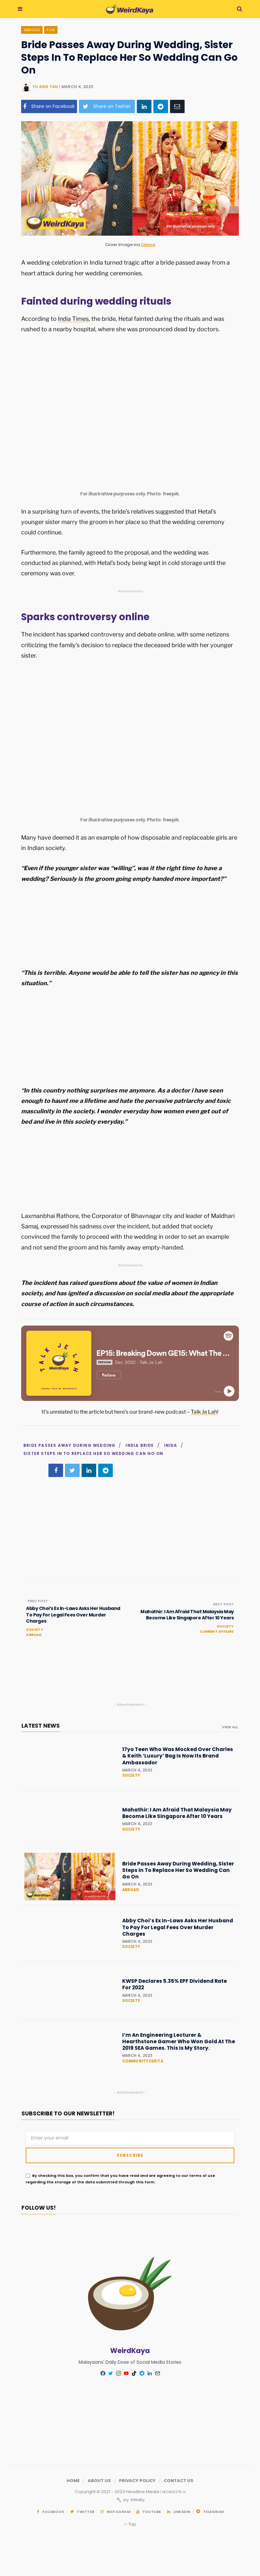 WeirdKaya
ABROAD
FUN
Bride Passes Away During Wedding, Sister
Steps In To Replace Her So Wedding Can Go
On
YU ANN TAN | MARCH 4, 2023
Share on Facebook
Share on Twitter
WeirdKaya
For illustrative purposes only.
Cover image via Canva
A wedding celebration in India turned tragic after a bride passed away from a
heart attack during her wedding ceremonies.
Fainted during wedding rituals
According to India Times, the bride, Hetal fainted during the rituals and was
rushed to a nearby hospital, where she was pronounced dead by doctors.
For illustrative purposes only. Photo: freepik.
In a surprising turn of events, the bride's relatives suggested that Hetal's
younger sister marry the groom in her place so that the wedding ceremony
could continue.
Furthermore, the family agreed to the proposal, and the wedding was
conducted as planned, with Hetal's body being kept in cold storage until the
ceremony was over.
Advertisements
Sparks controversy online
The incident has sparked controversy and debate online, with some netizens
criticizing the family's decision to replace the deceased bride with her younger
sister.
For illustrative purposes only. Photo: freepik.
Many have deemed it as an example of how disposable and replaceable girls are
in Indian society.
“Even if the younger sister was “willing”, was it the right time to have a
wedding? Seriously is the groom going empty handed more important?”
“This is terrible. Anyone would be able to tell the sister has no agency in this
situation.”
“In this country nothing surprises me anymore. As a doctor i have seen
enough to haunt me a lifetime and hate the pervasive patriarchy and toxic
masculinity in the society. I wonder everyday how women even get out of
bed and live in this society everyday.”
Laxmanbhai Rathore, the Corporator of Bhavnagar city and leader of Maldhari
Samaj, expressed his sadness over the incident, but added that society
convinced the family to proceed with the wedding in order to set an example
and not send the groom and his family away empty-handed.
Advertisements
The incident has raised questions about the value of women in Indian
society, and has ignited a discussion on social media about the appropriate
course of action in such circumstances.
TALK JE LAH
EP15: Breaking Down GE15: What The ...
PREVIEW
Dec 2022 · Talk Je Lah
Follow
It's unrelated to the article but here's our brand-new podcast – Talk Je Lah!
BRIDE PASSES AWAY DURING WEDDING / INDIA BRIDE / INIDA /
SISTER STEPS IN TO REPLACE HER SO WEDDING CAN GO ON
PREV POST
Abby Choi's Ex In-Laws Asks Her Husband
To Pay For Legal Fees Over Murder
Charges
SOCIETY
ABROAD
NEXT POST
Mahathir: I Am Afraid That Malaysia May
Become Like Singapore After 10 Years
SOCIETY
CURRENT AFFAIRS
- Advertisements -
LATEST NEWS
VIEW ALL
17yo Teen Who Was Mocked Over Charles
& Keith ‘Luxury’ Bag Is Now Its Brand
Ambassador
MARCH 4, 2023
SOCIETY
Mahathir: I Am Afraid That Malaysia May
Become Like Singapore After 10 Years
MARCH 4, 2023
SOCIETY
Bride Passes Away During Wedding, Sister
Steps In To Replace Her So Wedding Can
Go On
MARCH 4, 2023
ABROAD
Abby Choi's Ex In-Laws Asks Her Husband
To Pay For Legal Fees Over Murder
Charges
MARCH 4, 2023
SOCIETY
KWSP Declares 5.35% EPF Dividend Rate
For 2022
MARCH 4, 2023
SOCIETY
I'm An Engineering Lecturer &
Hearthstone Gamer Who Won Gold At The
2019 SEA Games. This Is My Story.
MARCH 4, 2023
COMMUNITY CERITA
- Advertisements -
SUBSCRIBE TO OUR NEWSLETTER!
Enter your email
SUBSCRIBE
By checking this box, you confirm that you have read and are agreeing to our terms of use
regarding the storage of the data submitted through this form.
FOLLOW US!
WeirdKaya
Malaysians' Daily Dose of Social Media Stories
HOME
ABOUT US
PRIVACY POLICY
CONTACT US
by: Infinitly
FACEBOOK
TWITTER
INSTAGRAM
YOUTUBE
LINKEDIN
TELEGRAM
Top